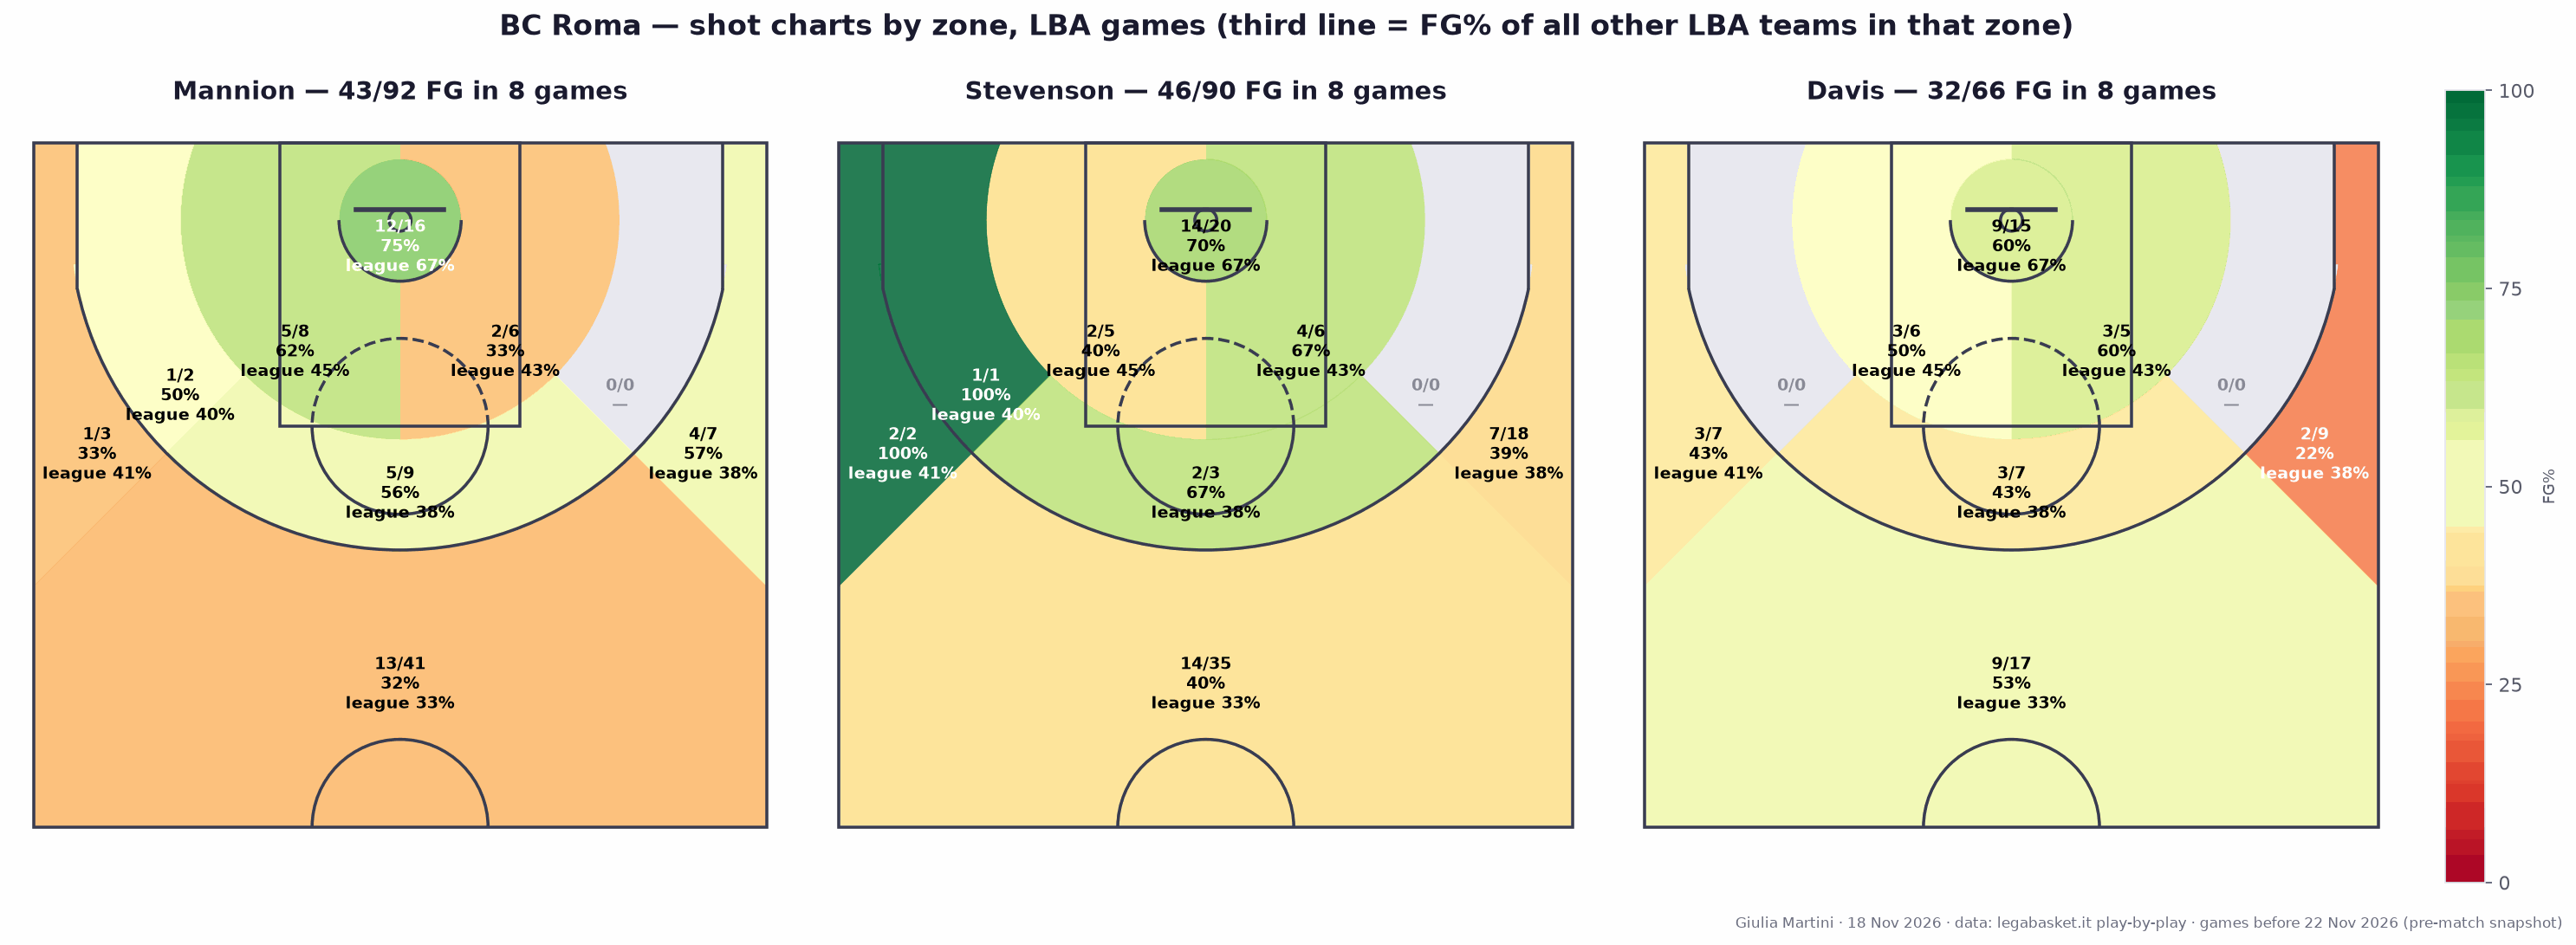 BC Roma — shot charts by zone, LBA games (third line = FG% of all other LBA teams in that zone)
Mannion — 43/92 FG in 8 games
12/16
75%
league 67%
5/8
62%
league 45%
2/6
33%
league 43%
1/2
50%
league 40%
0/0
—
1/3
33%
league 41%
4/7
57%
league 38%
5/9
56%
league 38%
13/41
32%
league 33%
Stevenson — 46/90 FG in 8 games
14/20
70%
league 67%
2/5
40%
league 45%
4/6
67%
league 43%
1/1
100%
league 40%
0/0
—
2/2
100%
league 41%
7/18
39%
league 38%
2/3
67%
league 38%
14/35
40%
league 33%
Davis — 32/66 FG in 8 games
9/15
60%
league 67%
3/6
50%
league 45%
3/5
60%
league 43%
0/0
—
0/0
—
3/7
43%
league 41%
2/9
22%
league 38%
3/7
43%
league 38%
9/17
53%
league 33%
100
75
50
25
0
FG%
Giulia Martini · 18 Nov 2026 · data: legabasket.it play-by-play · games before 22 Nov 2026 (pre-match snapshot)